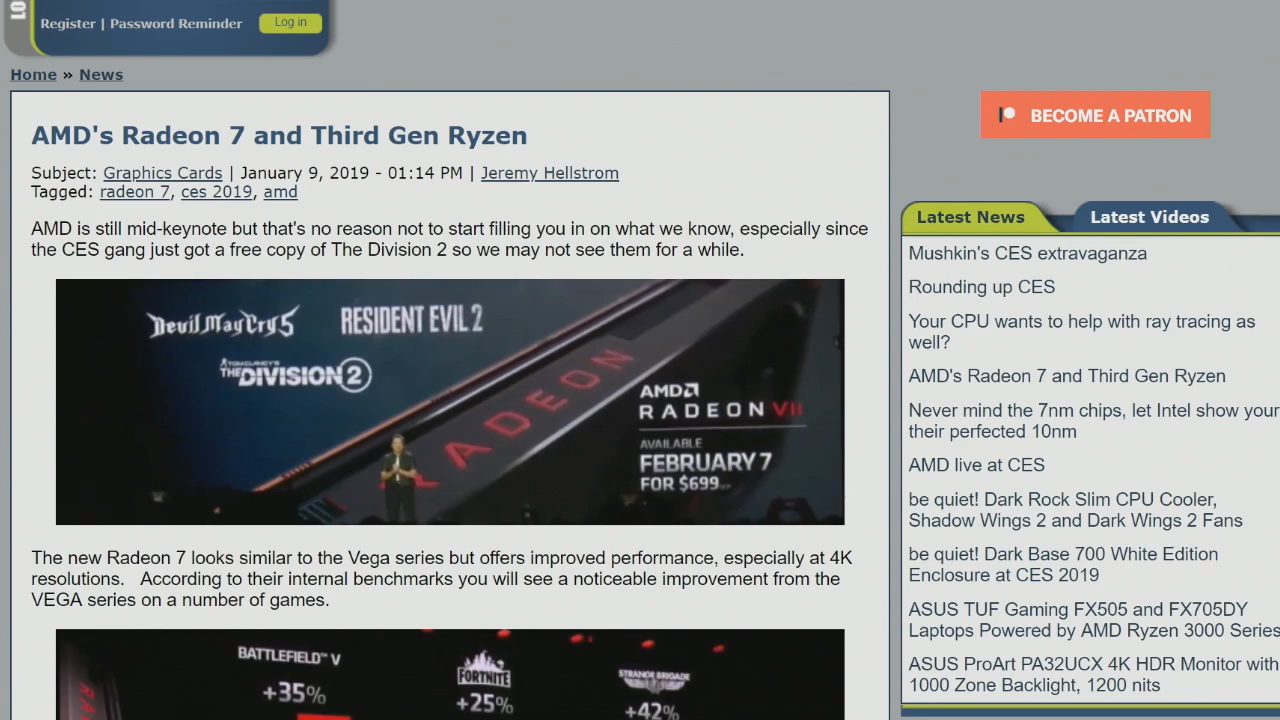 LO
Register | Password Reminder
Log in
Home » News
BECOME A PATRON
AMD's Radeon 7 and Third Gen Ryzen
Subject: Graphics Cards | January 9, 2019 - 01:14 PM | Jeremy Hellstrom
Tagged: radeon 7, ces 2019, amd
AMD is still mid-keynote but that's no reason not to start filling you in on what we know, especially since
the CES gang just got a free copy of The Division 2 so we may not see them for a while.
Devil May Cry 5
RESIDENT EVIL 2
TOM CLANCY'S
THE DIVISION 2
RADEON
AMD
RADEON VII
AVAILABLE
FEBRUARY 7
FOR $699
The new Radeon 7 looks similar to the Vega series but offers improved performance, especially at 4K
resolutions. According to their internal benchmarks you will see a noticeable improvement from the
VEGA series on a number of games.
BATTLEFIELD V
+35%
FORTNITE
+25%
STRANGE BRIGADE
+42%
RA
Latest News
Latest Videos
Mushkin's CES extravaganza
Rounding up CES
Your CPU wants to help with ray tracing as
well?
AMD's Radeon 7 and Third Gen Ryzen
Never mind the 7nm chips, let Intel show your
their perfected 10nm
AMD live at CES
be quiet! Dark Rock Slim CPU Cooler,
Shadow Wings 2 and Dark Wings 2 Fans
be quiet! Dark Base 700 White Edition
Enclosure at CES 2019
ASUS TUF Gaming FX505 and FX705DY
Laptops Powered by AMD Ryzen 3000 Series
ASUS ProArt PA32UCX 4K HDR Monitor with
1000 Zone Backlight, 1200 nits